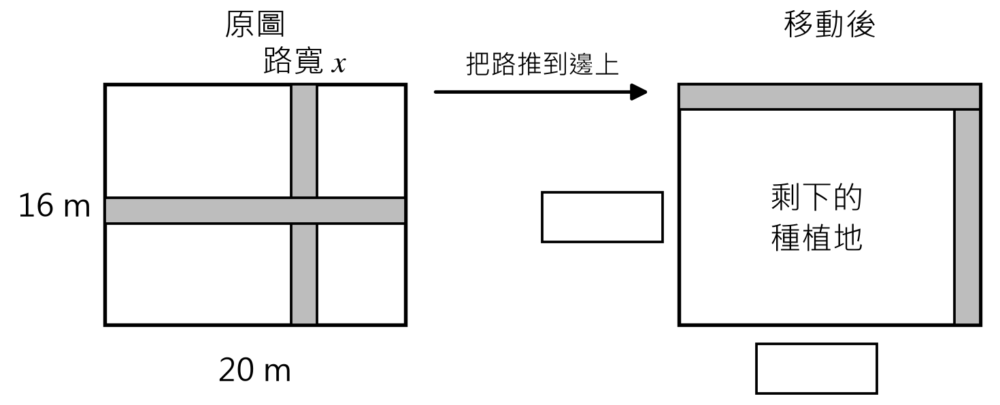 原圖
路寬 x
16 m
20 m
把路推到邊上
移動後
剩下的
種植地